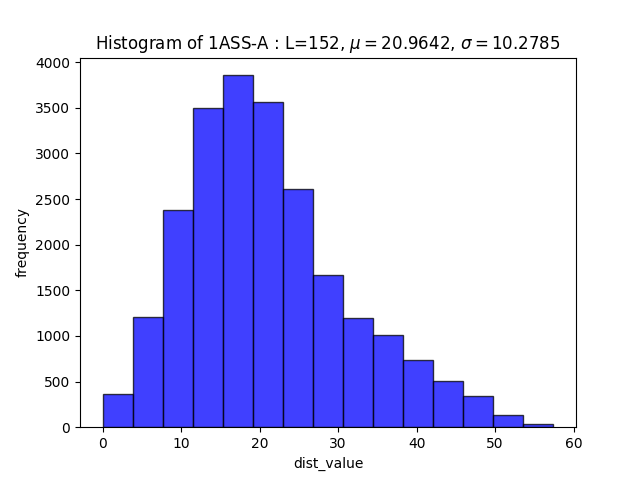 Histogram of 1ASS-A : L=152, μ = 20.9642, σ = 10.2785
4000
3500
3000
2500
2000
1500
1000
500
0
frequency
0 10 20 30 40 50 60
dist_value